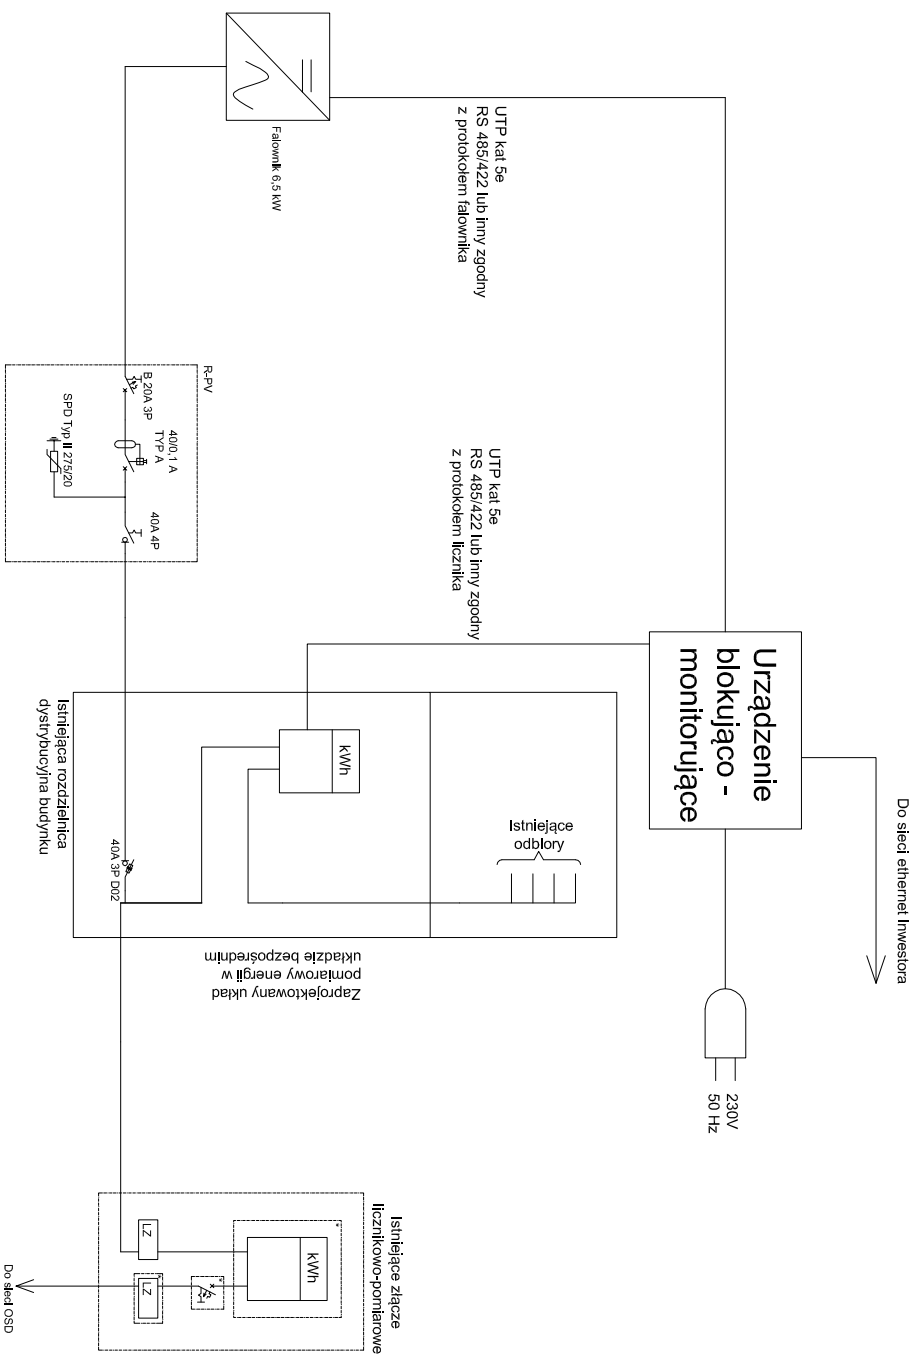 Do sieci ethernet Inwestora
UTP kat 5e
RS 485/422 lub inny zgodny
z protokołem falownika
Falownik 6,5 kW
UTP kat 5e
RS 485/422 lub inny zgodny
z protokołem licznika
Urządzenie
blokująco -
monitorujące
230V
50 Hz
R-PV
B 20A 3P
40/0,1 A
TYP A
SPD Typ II 275/20
40A 4P
Istniejąca rozdzielnica
dystrybucyjna budynku
kWh
Istniejące
odbiory
40A 3P D02
Zaprojektowany układ
pomiarowy energii w
układzie bezpośrednim
Istniejące złącze
licznikowo-pomiarowe
kWh
*
LZ
*
LZ
*
Do sieci OSD